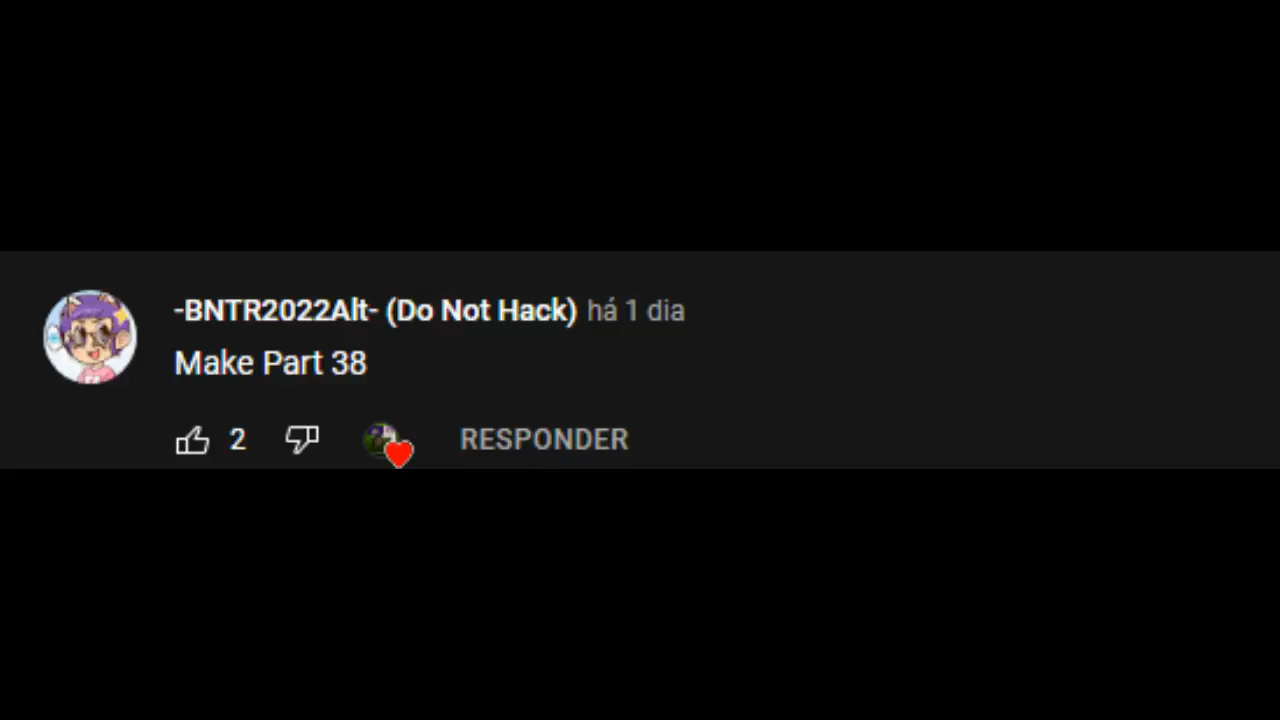 -BNTR2022Alt- (Do Not Hack) há 1 dia
Make Part 38
2
RESPONDER